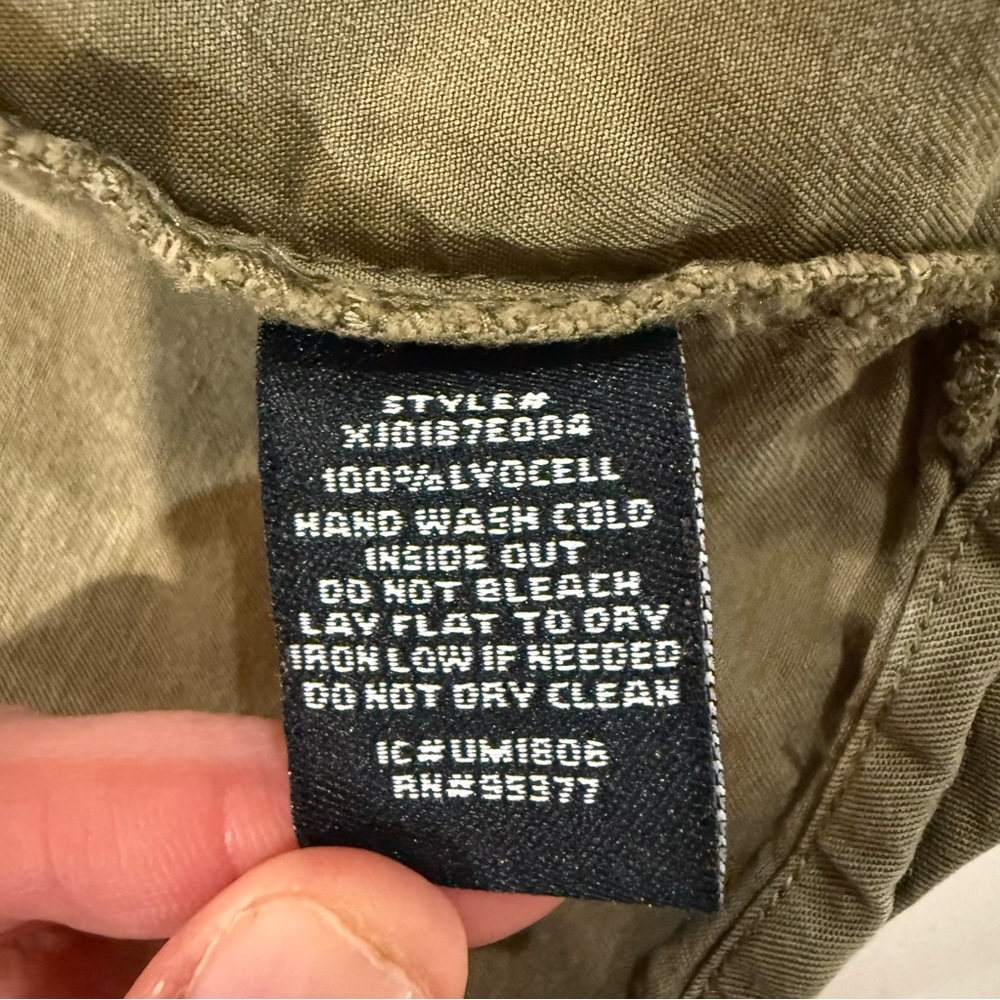 STYLE#
XJ0187E004
100%LYOCELL
HAND WASH COLD
INSIDE OUT
DO NOT BLEACH
LAY FLAT TO DRY
IRON LOW IF NEEDED
DO NOT DRY CLEAN
IC#UM1806
RN#95377